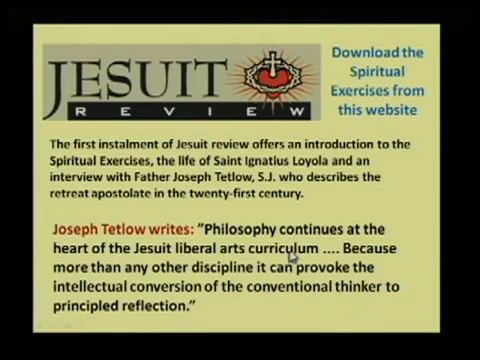 JESUIT
REVIEW
Download the
Spiritual
Exercises from
this website
The first instalment of Jesuit review offers an introduction to the
Spiritual Exercises, the life of Saint Ignatius Loyola and an
interview with Father Joseph Tetlow, S.J. who describes the
retreat apostolate in the twenty-first century.
Joseph Tetlow writes: ”Philosophy continues at the
heart of the Jesuit liberal arts curriculum .... Because
more than any other discipline it can provoke the
intellectual conversion of the conventional thinker to
principled reflection.”